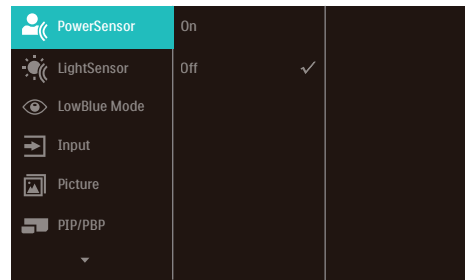 PowerSensor
On
LightSensor
Off
LowBlue Mode
Input
Picture
PIP/PBP